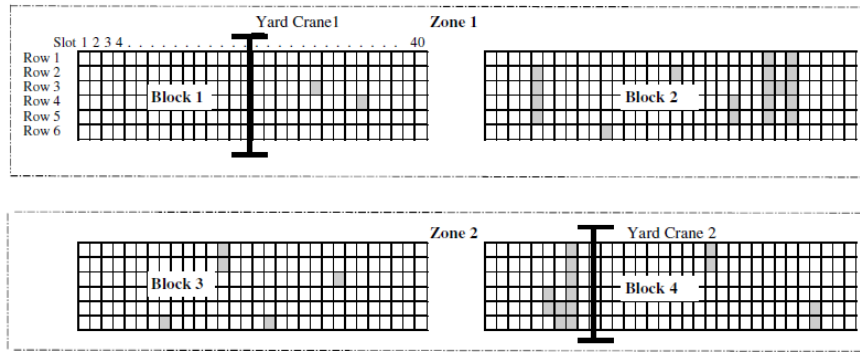 Yard Crane1 Zone 1
Slot 1 2 3 4 . . . . . . . . . . . . . . . . . . . . . . . . 40
Row 1
Row 2
Row 3
Row 4
Row 5
Row 6
Block 1
Block 2
Zone 2 Yard Crane 2
Block 3
Block 4